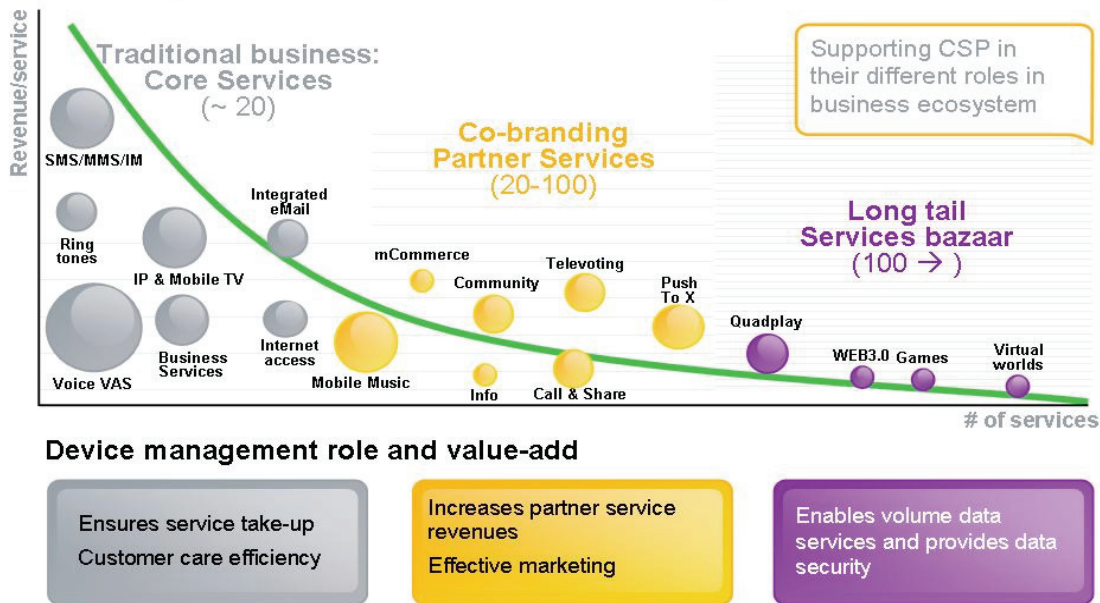 Revenue/service
Traditional business:
Core Services
(~ 20)
Supporting CSP in
their different roles in
business ecosystem
Co-branding
Partner Services
(20-100)
Long tail
Services bazaar
(100 → )
SMS/MMS/IM
Ring
tones
IP & Mobile TV
Integrated
eMail
Voice VAS
Business
Services
Internet
access
mCommerce
Community
Televoting
Push
To X
Mobile Music
Info
Call & Share
Quadplay
WEB3.0
Games
Virtual
worlds
# of services
Device management role and value-add
Ensures service take-up
Customer care efficiency
Increases partner service
revenues
Effective marketing
Enables volume data
services and provides data
security